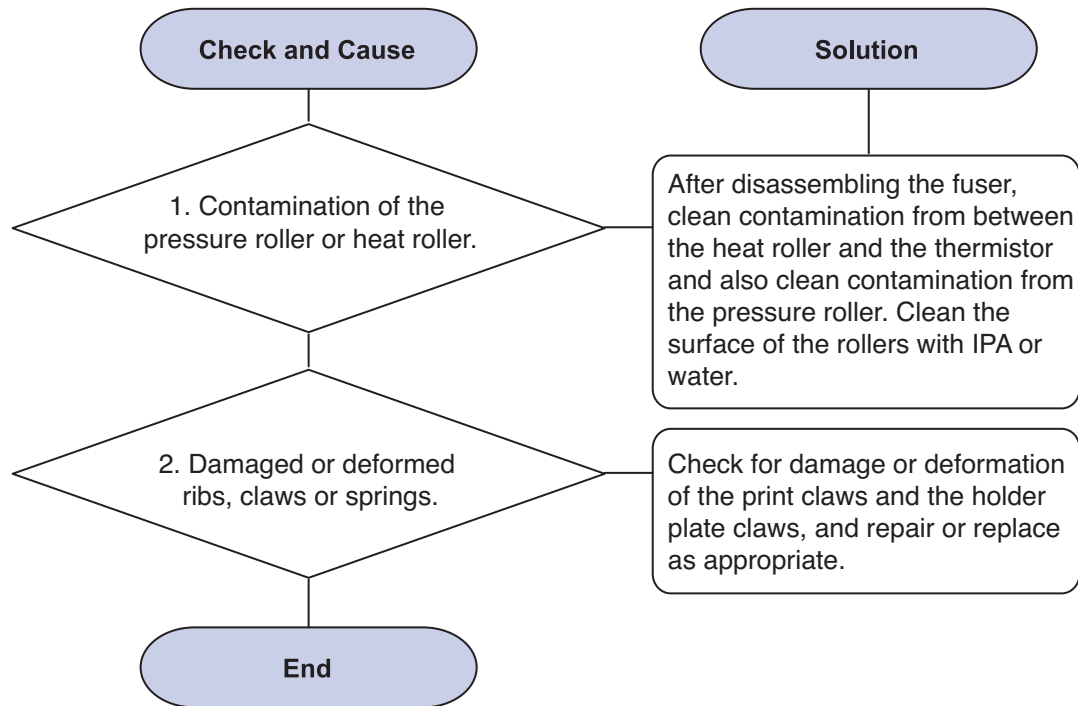 Check and Cause
Solution
1. Contamination of the
pressure roller or heat roller.
After disassembling the fuser,
clean contamination from between
the heat roller and the thermistor
and also clean contamination from
the pressure roller. Clean the
surface of the rollers with IPA or
water.
2. Damaged or deformed
ribs, claws or springs.
Check for damage or deformation
of the print claws and the holder
plate claws, and repair or replace
as appropriate.
End